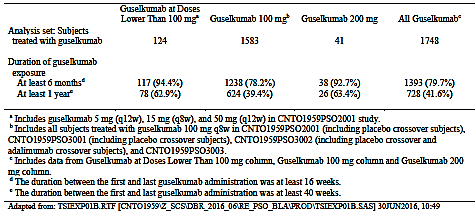 Guselkumab at Doses
Lower Than 100 mgᵃ Guselkumab 100 mgᵇ Guselkumab 200 mg All Guselkumabᶜ
Analysis set: Subjects
treated with guselkumab 124 1583 41 1748
Duration of guselkumab
exposure
At least 6 monthsᵈ 117 (94.4%) 1238 (78.2%) 38 (92.7%) 1393 (79.7%)
At least 1 yearᵉ 78 (62.9%) 624 (39.4%) 26 (63.4%) 728 (41.6%)
ᵃ Includes guselkumab 5 mg (q12w), 15 mg (q8w), and 50 mg (q12w) in CNTO1959PSO2001 study.
ᵇ Includes all subjects treated with guselkumab 100 mg q8w in CNTO1959PSO2001 (including placebo crossover subjects),
CNTO1959PSO3001 (including placebo crossover subjects), CNTO1959PSO3002 (including placebo crossover and
adalimumab crossover subjects), and CNTO1959PSO3003.
ᶜ Includes data from Guselkumab at Doses Lower Than 100 mg column, Guselkumab 100 mg column and Guselkumab 200
mg column.
ᵈ The duration between the first and last guselkumab administration was at least 16 weeks.
ᵉ The duration between the first and last guselkumab administration was at least 40 weeks.
Adapted from: TSIEXP01B.RTF [CNTO1959\Z_SCS\DBR_2016_06\RE_PSO_BLA\PROD\TSIEXP01B.SAS] 30JUN2016, 10:49